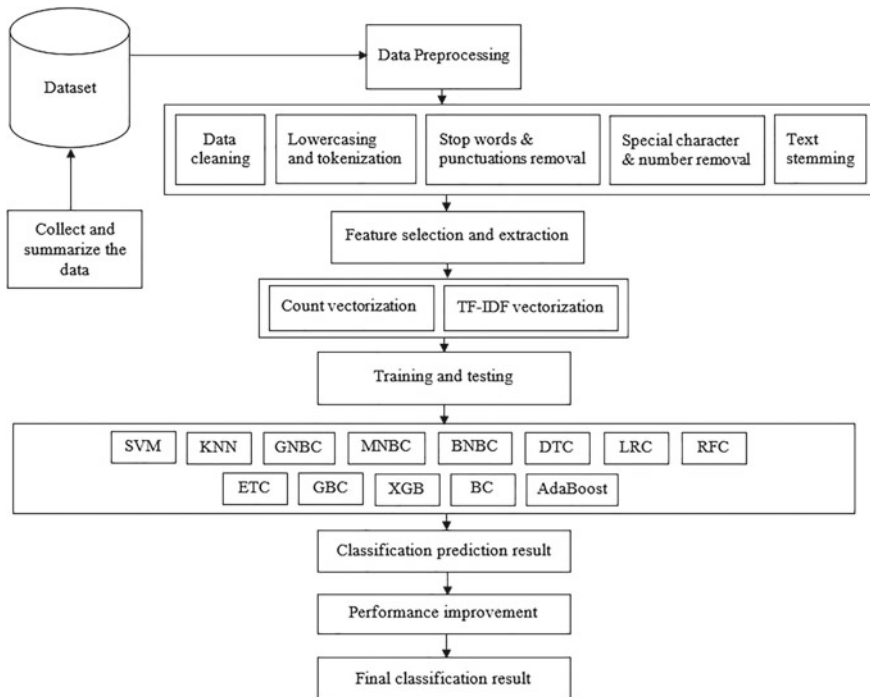 Dataset
Data Preprocessing
Data
cleaning
Lowercasing
and tokenization
Stop words &
punctuations removal
Special character
& number removal
Text
stemming
Collect and
summarize the
data
Feature selection and extraction
Count vectorization
TF-IDF vectorization
Training and testing
SVM
KNN
GNBC
MNBC
BNBC
DTC
LRC
RFC
ETC
GBC
XGB
BC
AdaBoost
Classification prediction result
Performance improvement
Final classification result